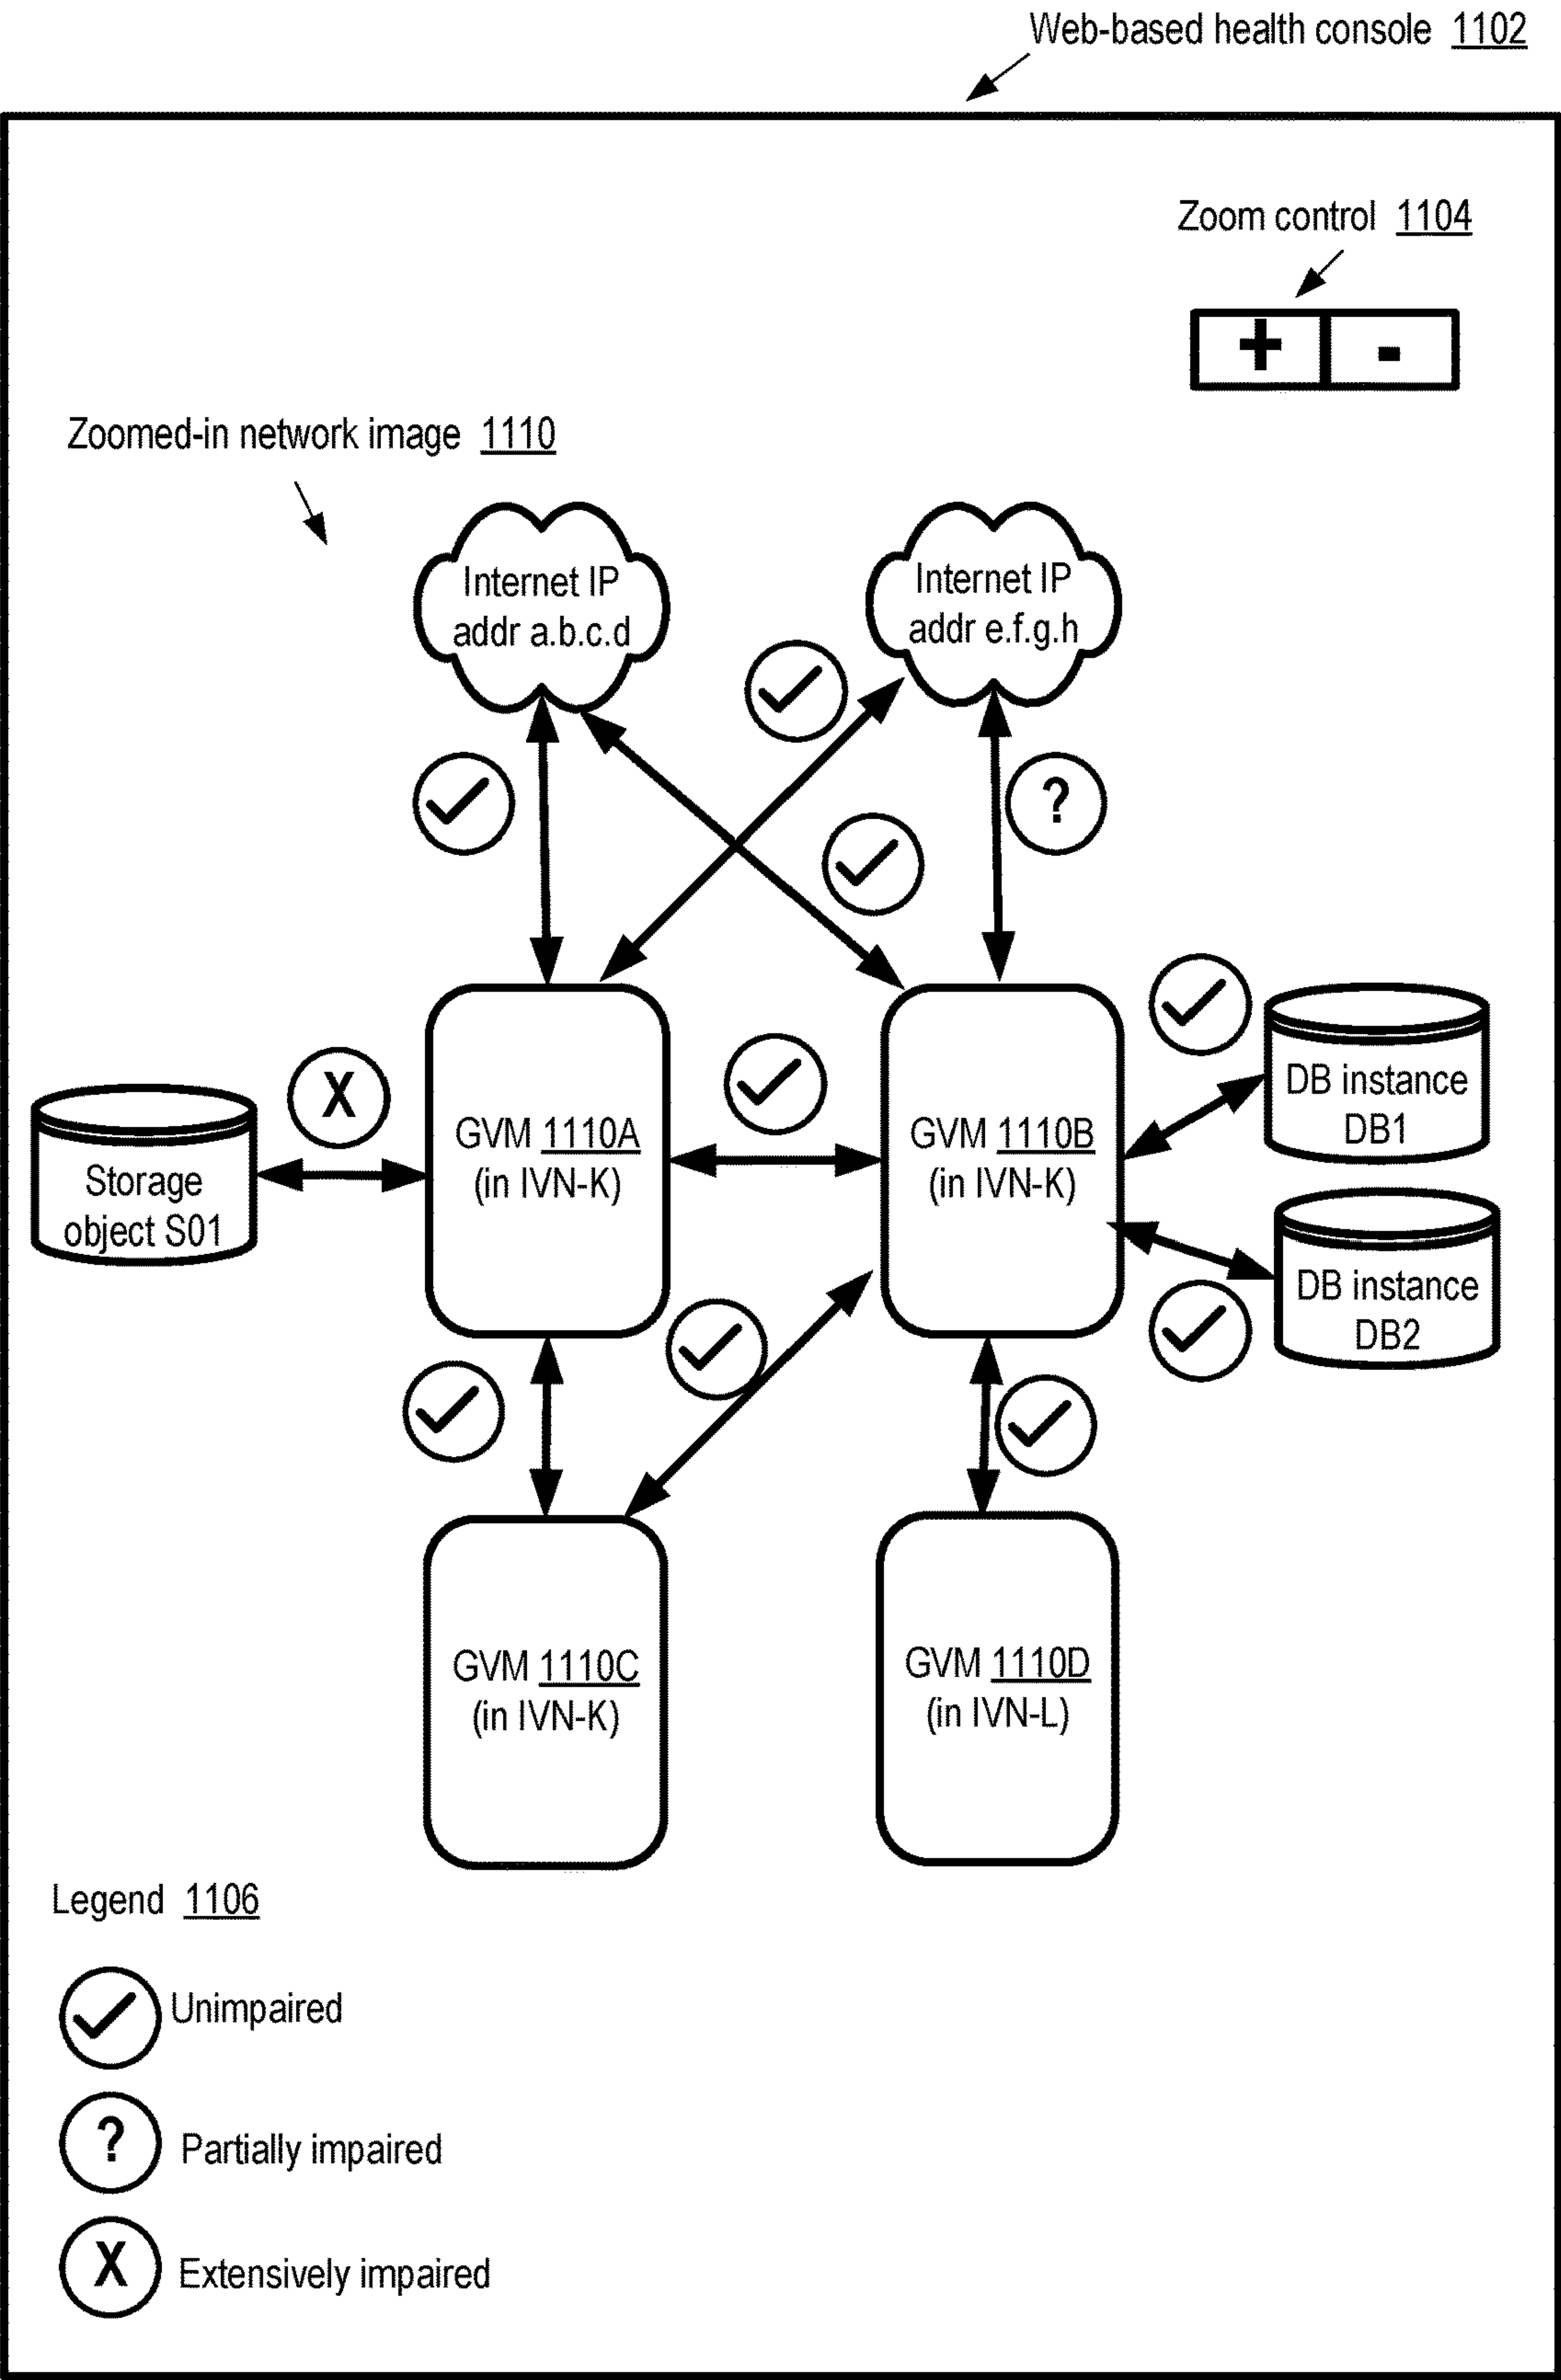 Web-based health console 1102
Zoom control 1104
+ -
Zoomed-in network image 1110
Internet IP
addr a.b.c.d
Internet IP
addr e.f.g.h
?
X
Storage
object S01
GVM 1110A
(in IVN-K)
GVM 1110B
(in IVN-K)
DB instance
DB1
DB instance
DB2
GVM 1110C
(in IVN-K)
GVM 1110D
(in IVN-L)
Legend 1106
Unimpaired
? Partially impaired
X Extensively impaired